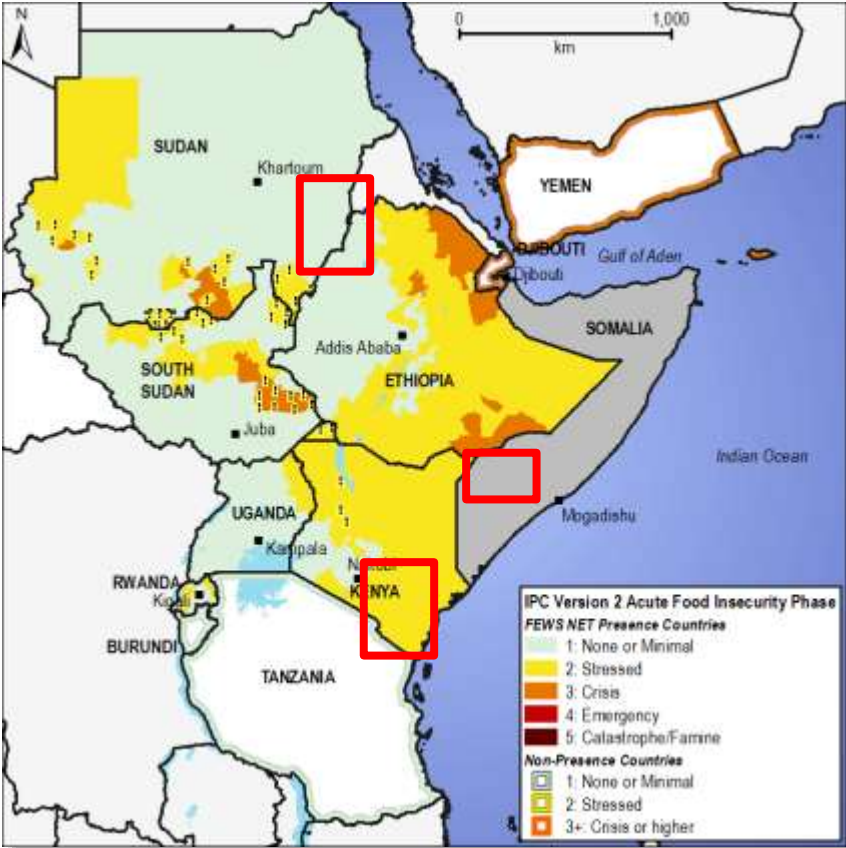 N
0 1,000
km
SUDAN
Khartoum
YEMEN
DJIBOUTI
Gulf of Aden
Djibouti
SOMALIA
Addis Ababa
ETHIOPIA
SOUTH
SUDAN
Juba
Indian Ocean
Mogadishu
UGANDA
Kampala
Nairobi
KENYA
RWANDA
Kigali
BURUNDI
TANZANIA
IPC Version 2 Acute Food Insecurity Phase
FEWS NET Presence Countries
1: None or Minimal
2: Stressed
3: Crisis
4: Emergency
5: Catastrophe/Famine
Non-Presence Countries
1: None or Minimal
2: Stressed
3+: Crisis or higher